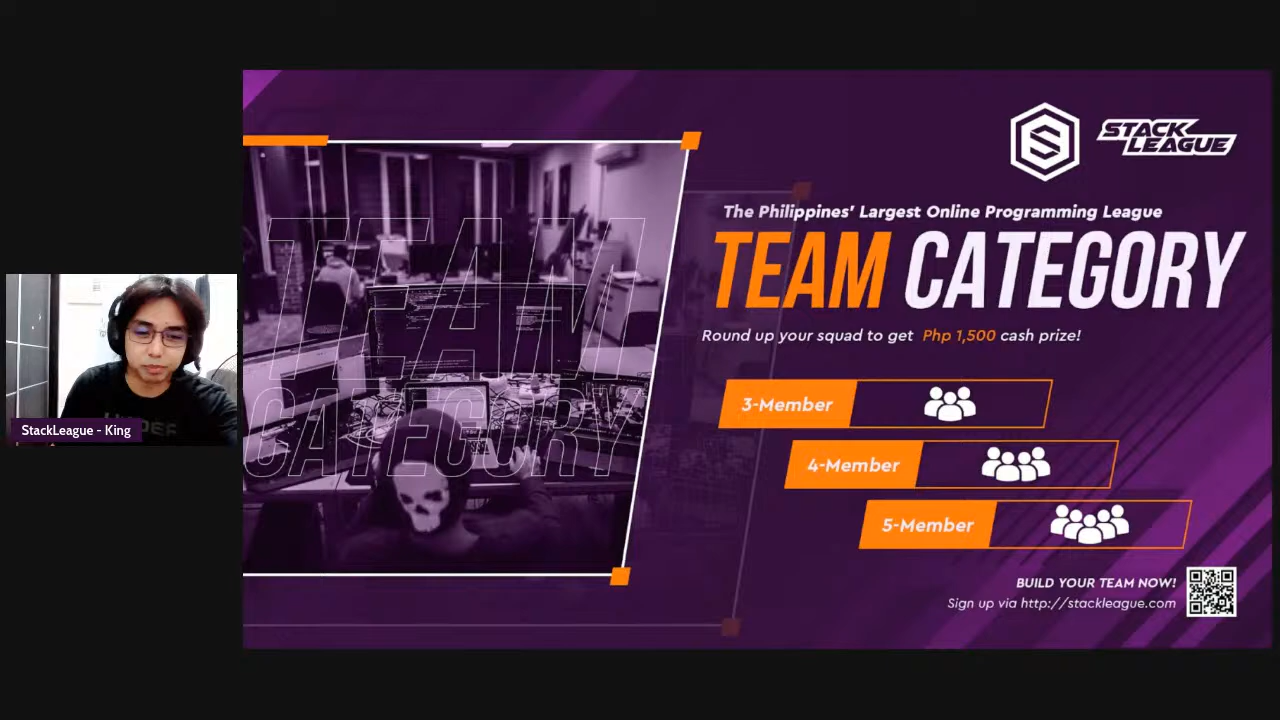 STACK
LEAGUE
The Philippines' Largest Online Programming League
TEAM CATEGORY
Round up your squad to get Php 1,500 cash prize!
TEAM
CATEGORY
3-Member
4-Member
5-Member
StackLeague - King
BUILD YOUR TEAM NOW!
Sign up via http://stackleague.com